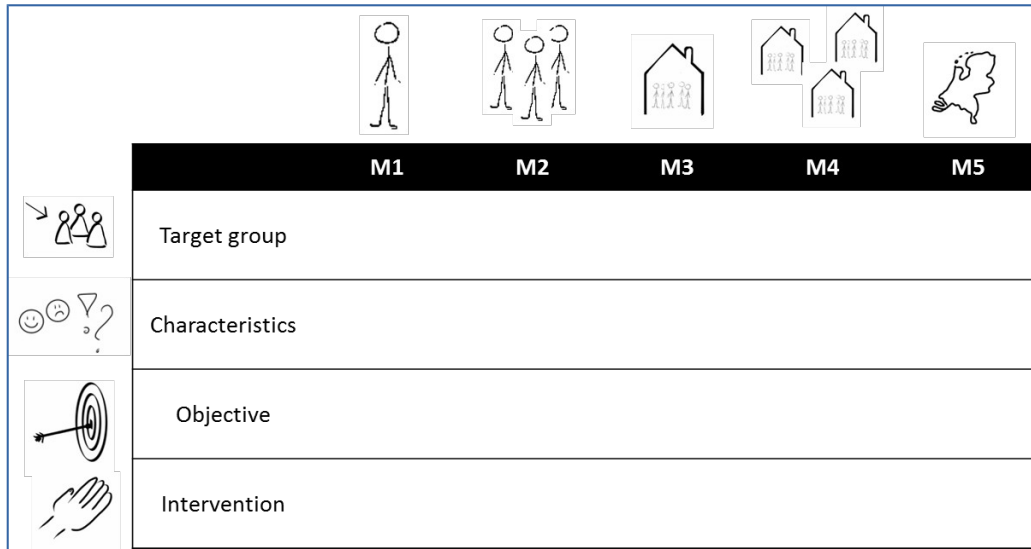 M1 M2 M3 M4 M5
Target group
Characteristics
Objective
Intervention